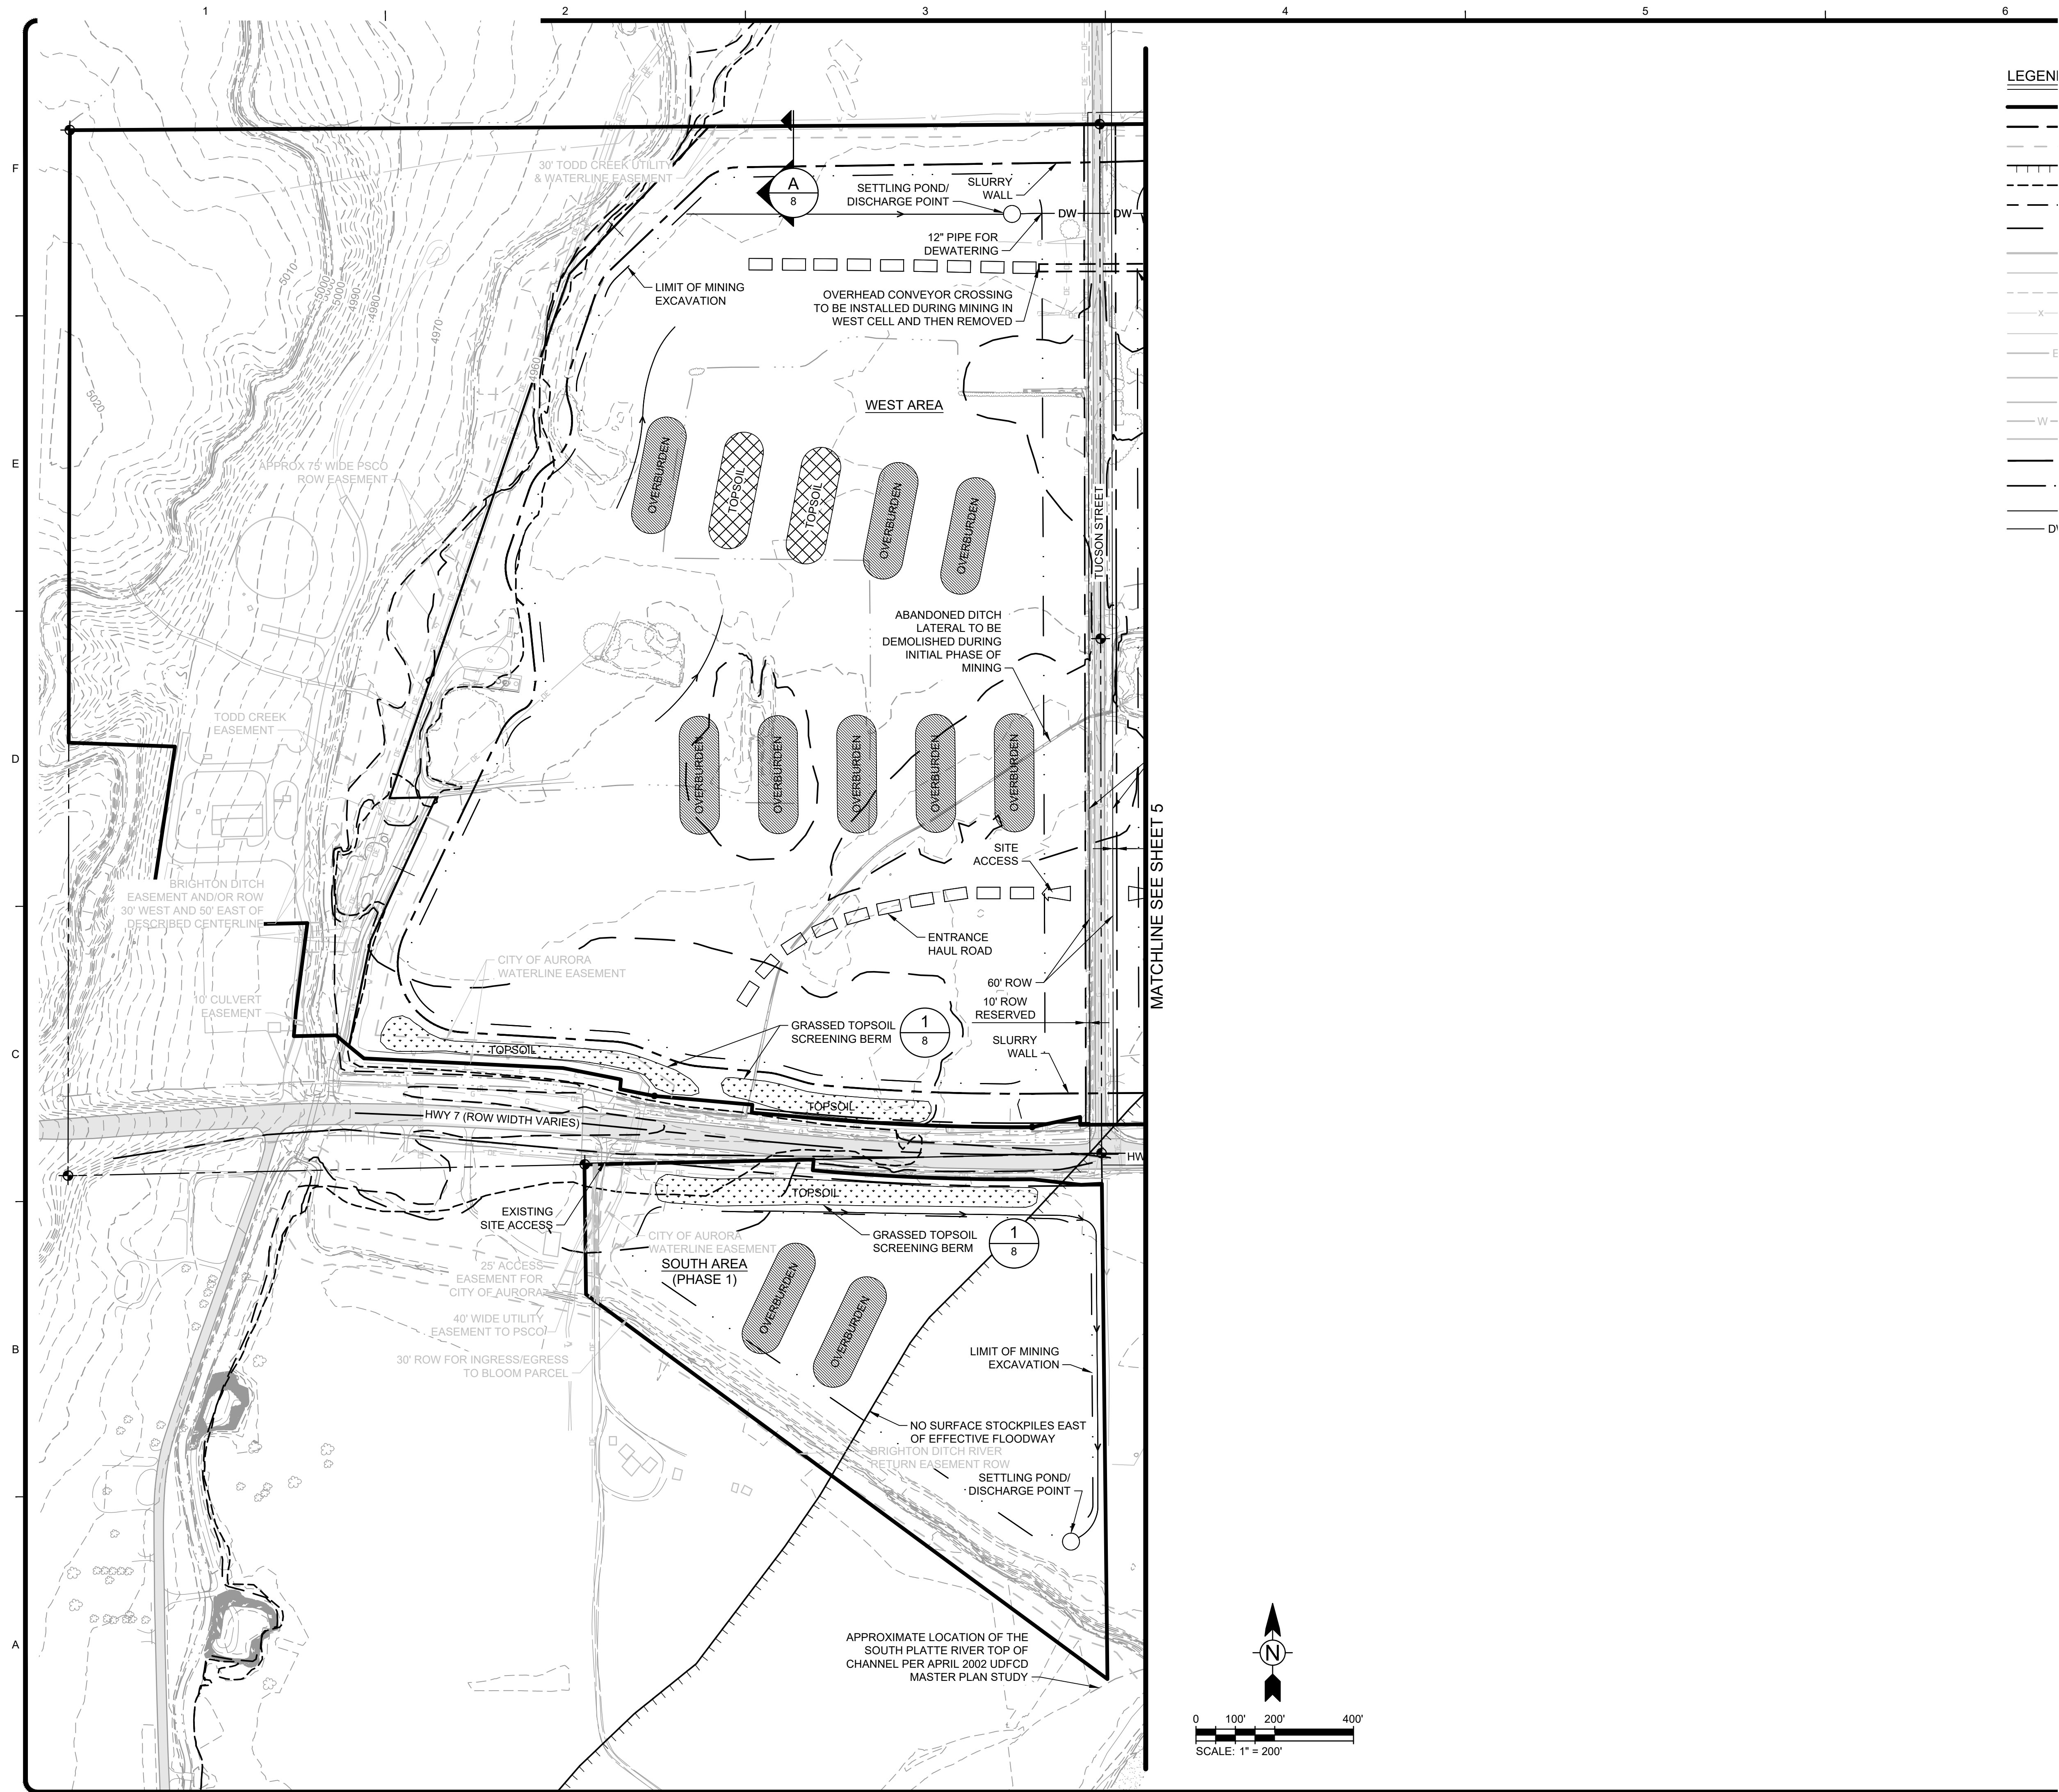 1
2
3
4
5
6
LEGEN
F
30' TODD CREEK UTILITY
& WATERLINE EASEMENT
A
8
SETTLING POND/
DISCHARGE POINT
SLURRY
WALL
DW
DW
12" PIPE FOR
DEWATERING
LIMIT OF MINING
EXCAVATION
OVERHEAD CONVEYOR CROSSING
TO BE INSTALLED DURING MINING IN
WEST CELL AND THEN REMOVED
5010
5000
4990
4980
4970
4960
5020
WEST AREA
E
APPROX 75' WIDE PSCO
ROW EASEMENT
OVERBURDEN
TOPSOIL
TOPSOIL
OVERBURDEN
OVERBURDEN
TUCSON STREET
ABANDONED DITCH
LATERAL TO BE
DEMOLISHED DURING
INITIAL PHASE OF
MINING
TODD CREEK
EASEMENT
D
OVERBURDEN
OVERBURDEN
OVERBURDEN
OVERBURDEN
OVERBURDEN
SITE
ACCESS
MATCHLINE SEE SHEET 5
BRIGHTON DITCH
EASEMENT AND/OR ROW
30' WEST AND 50' EAST OF
DESCRIBED CENTERLINE
ENTRANCE
HAUL ROAD
CITY OF AURORA
WATERLINE EASEMENT
60' ROW
10' ROW
RESERVED
10' CULVERT
EASEMENT
GRASSED TOPSOIL
SCREENING BERM
1
8
SLURRY
WALL
C
TOPSOIL
TOPSOIL
HWY 7 (ROW WIDTH VARIES)
HW
TOPSOIL
EXISTING
SITE ACCESS
CITY OF AURORA
WATERLINE EASEMENT
GRASSED TOPSOIL
SCREENING BERM
1
8
SOUTH AREA
(PHASE 1)
25' ACCESS
EASEMENT FOR
CITY OF AURORA
OVERBURDEN
OVERBURDEN
40' WIDE UTILITY
EASEMENT TO PSCO
B
LIMIT OF MINING
EXCAVATION
30' ROW FOR INGRESS/EGRESS
TO BLOOM PARCEL
NO SURFACE STOCKPILES EAST
OF EFFECTIVE FLOODWAY
BRIGHTON DITCH RIVER
RETURN EASEMENT ROW
SETTLING POND/
DISCHARGE POINT
A
APPROXIMATE LOCATION OF THE
SOUTH PLATTE RIVER TOP OF
CHANNEL PER APRIL 2002 UDFCD
MASTER PLAN STUDY
N
0 100' 200' 400'
SCALE: 1" = 200'